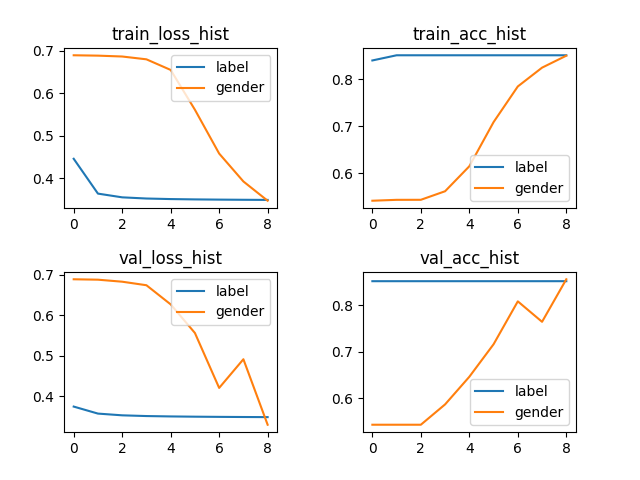 train_loss_hist
0.7
0.6
0.5
0.4
0 2 4 6 8
label
gender
train_acc_hist
0.8
0.7
0.6
0 2 4 6 8
label
gender
val_loss_hist
0.7
0.6
0.5
0.4
0 2 4 6 8
label
gender
val_acc_hist
0.8
0.7
0.6
0 2 4 6 8
label
gender